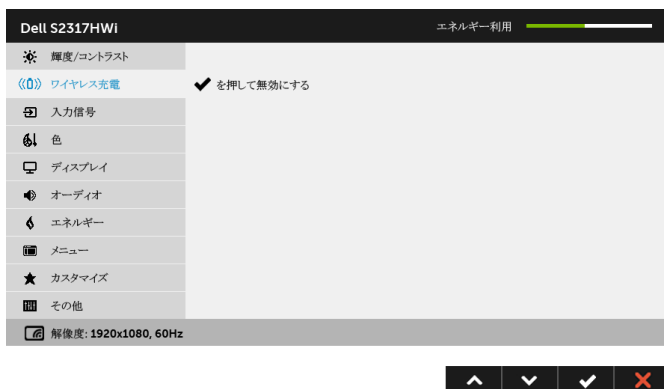 Dell S2317HWi
エネルギー利用
輝度/コントラスト
ワイヤレス充電
✔ を押して無効にする
入力信号
色
ディスプレイ
オーディオ
エネルギー
メニュー
カスタマイズ
その他
解像度: 1920x1080, 60Hz